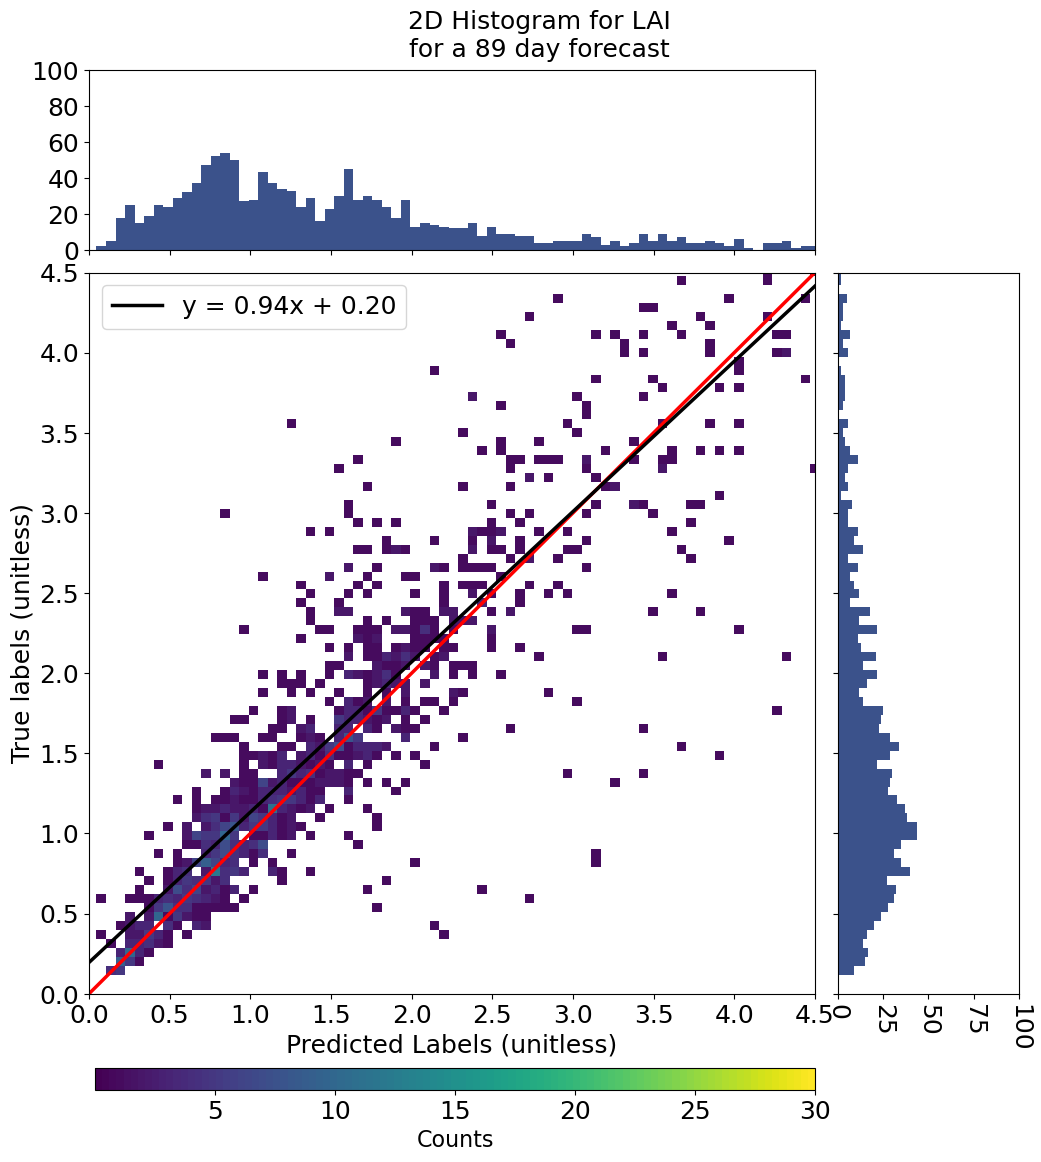 2D Histogram for LAI
for a 89 day forecast
100
80
60
40
20
0
4.5
4.0
3.5
3.0
2.5
2.0
1.5
1.0
0.5
0.0
True labels (unitless)
y = 0.94x + 0.20
0.0 0.5 1.0 1.5 2.0 2.5 3.0 3.5 4.0 4.5
Predicted Labels (unitless)
0 25 50 75 100
5 10 15 20 25 30
Counts